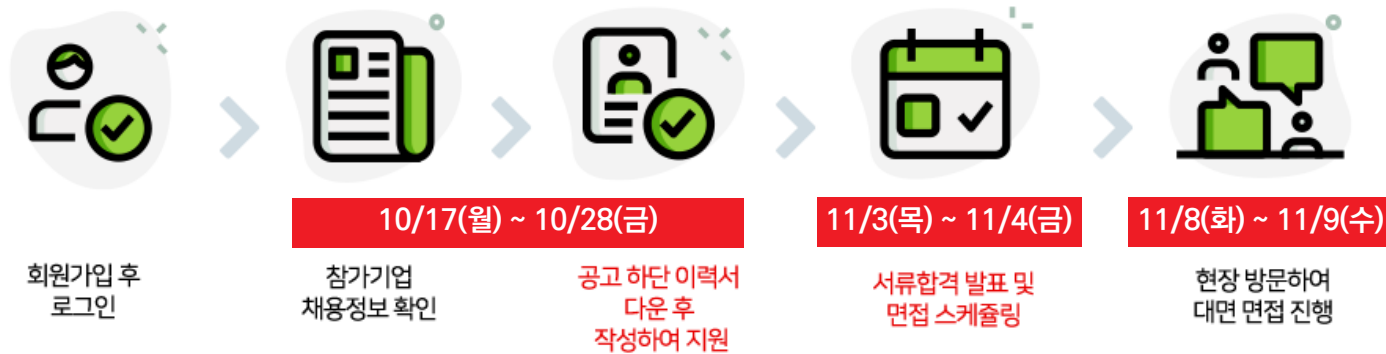 10/17(월) ~ 10/28(금)
11/3(목) ~ 11/4(금)
11/8(화) ~ 11/9(수)
회원가입 후
로그인
참가기업
채용정보 확인
공고 하단 이력서
다운 후
작성하여 지원
서류합격 발표 및
면접 스케쥴링
현장 방문하여
대면 면접 진행